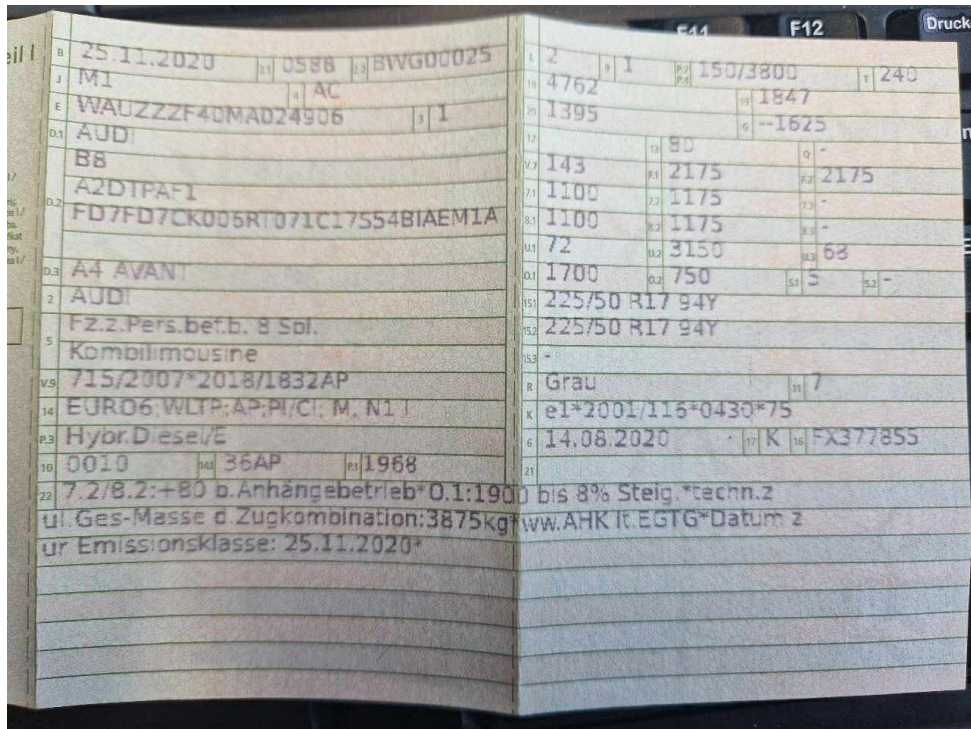 eil I
B 25.11.2020 2.1 0588 2.2 BWG00025
J M1 4 AC
E WAUZZZF40MA024906 3 1
D.1 AUDI
B8
D.2 A2DTPAF1
FD7FD7CK006RT071C17S54BIAEM1A
D.3 A4 AVANT
2 AUDI
5 Fz.z.Pers.bef.b. 8 Spl.
Kombilimousine
V.9 715/2007*2018/1832AP
14 EURO6;WLTP;AP;PI/CI; M, N1 I
P.3 Hybr.Diesel/E
10 0010 14.1 36AP P.1 1968
L 2 9 1 P.2 P.4 150/3800 T 240
18 4762 19 1847
20 1395 G --1625
12 13 80 Q -
V.7 143 F.1 2175 F.2 2175
7.1 1100 7.2 1175 7.3 -
8.1 1100 8.2 1175 8.3 -
U.1 72 U.2 3150 U.3 68
O.1 1700 O.2 750 S.1 5 S.2 -
15.1 225/50 R17 94Y
15.2 225/50 R17 94Y
15.3 -
R Grau 11 7
K e1*2001/116*0430*75
6 14.08.2020 17 K 16 FX377855
21
22 7.2/8.2:+80 b.Anhängebetrieb*O.1:1900 bis 8% Steig.*techn.z
ul.Ges-Masse d.Zugkombination:3875kg*ww.AHK lt.EGTG*Datum z
ur Emissionsklasse: 25.11.2020*
F11 F12 Druck